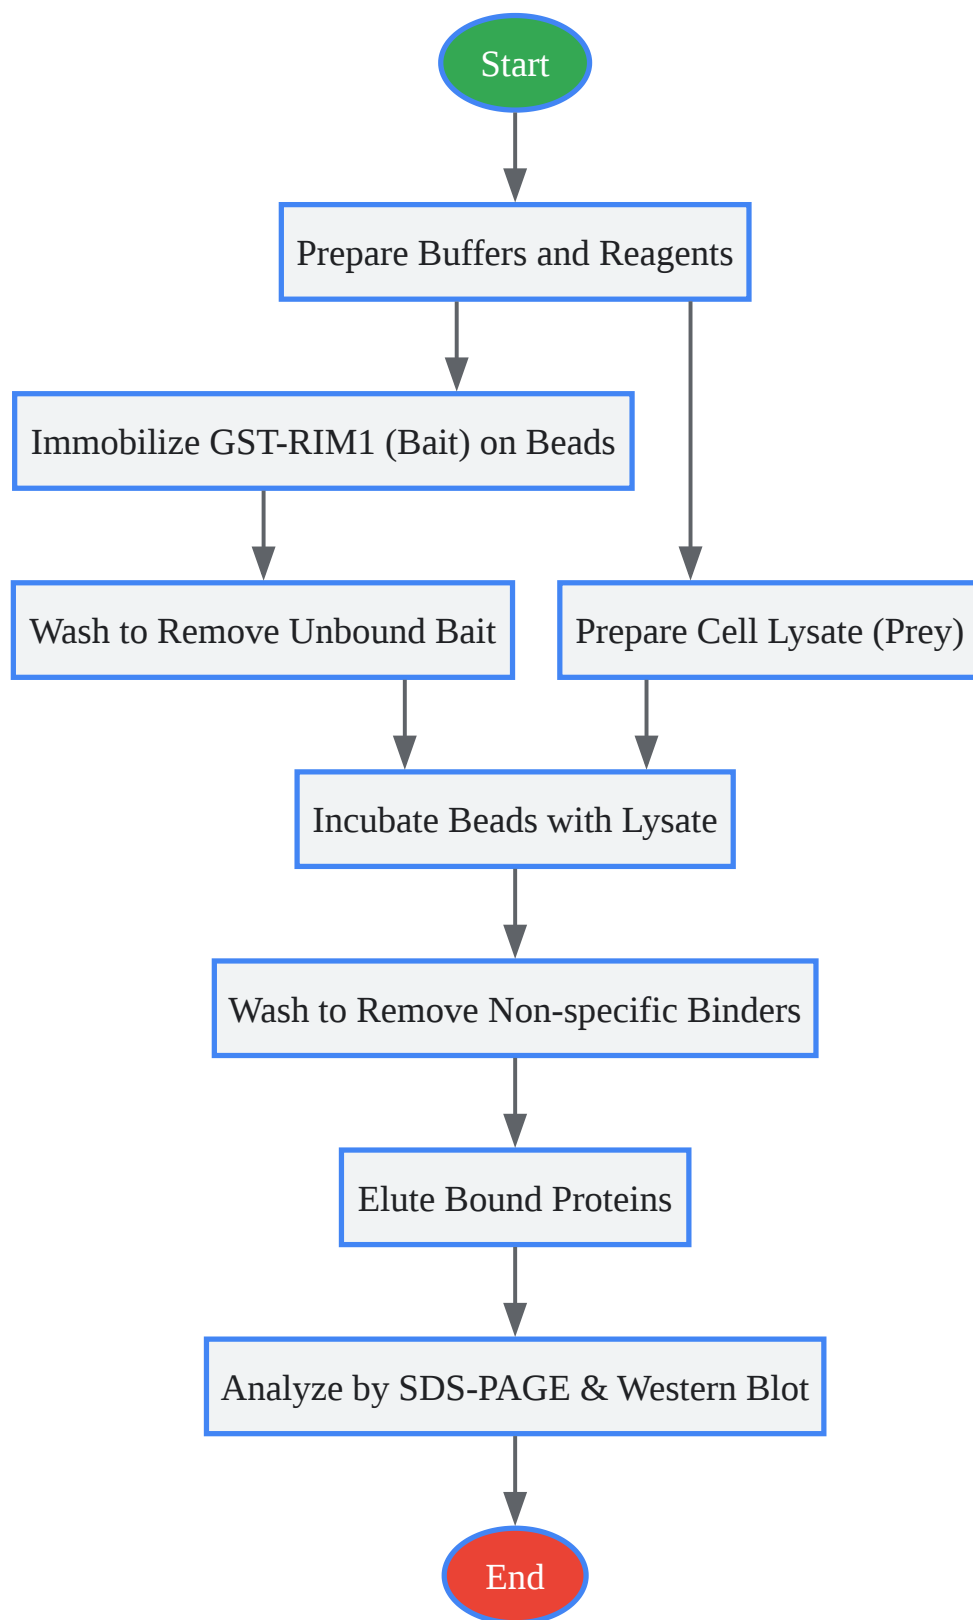 Start
Prepare Buffers and Reagents
Immobilize GST-RIM1 (Bait) on Beads
Wash to Remove Unbound Bait
Prepare Cell Lysate (Prey)
Incubate Beads with Lysate
Wash to Remove Non-specific Binders
Elute Bound Proteins
Analyze by SDS-PAGE & Western Blot
End